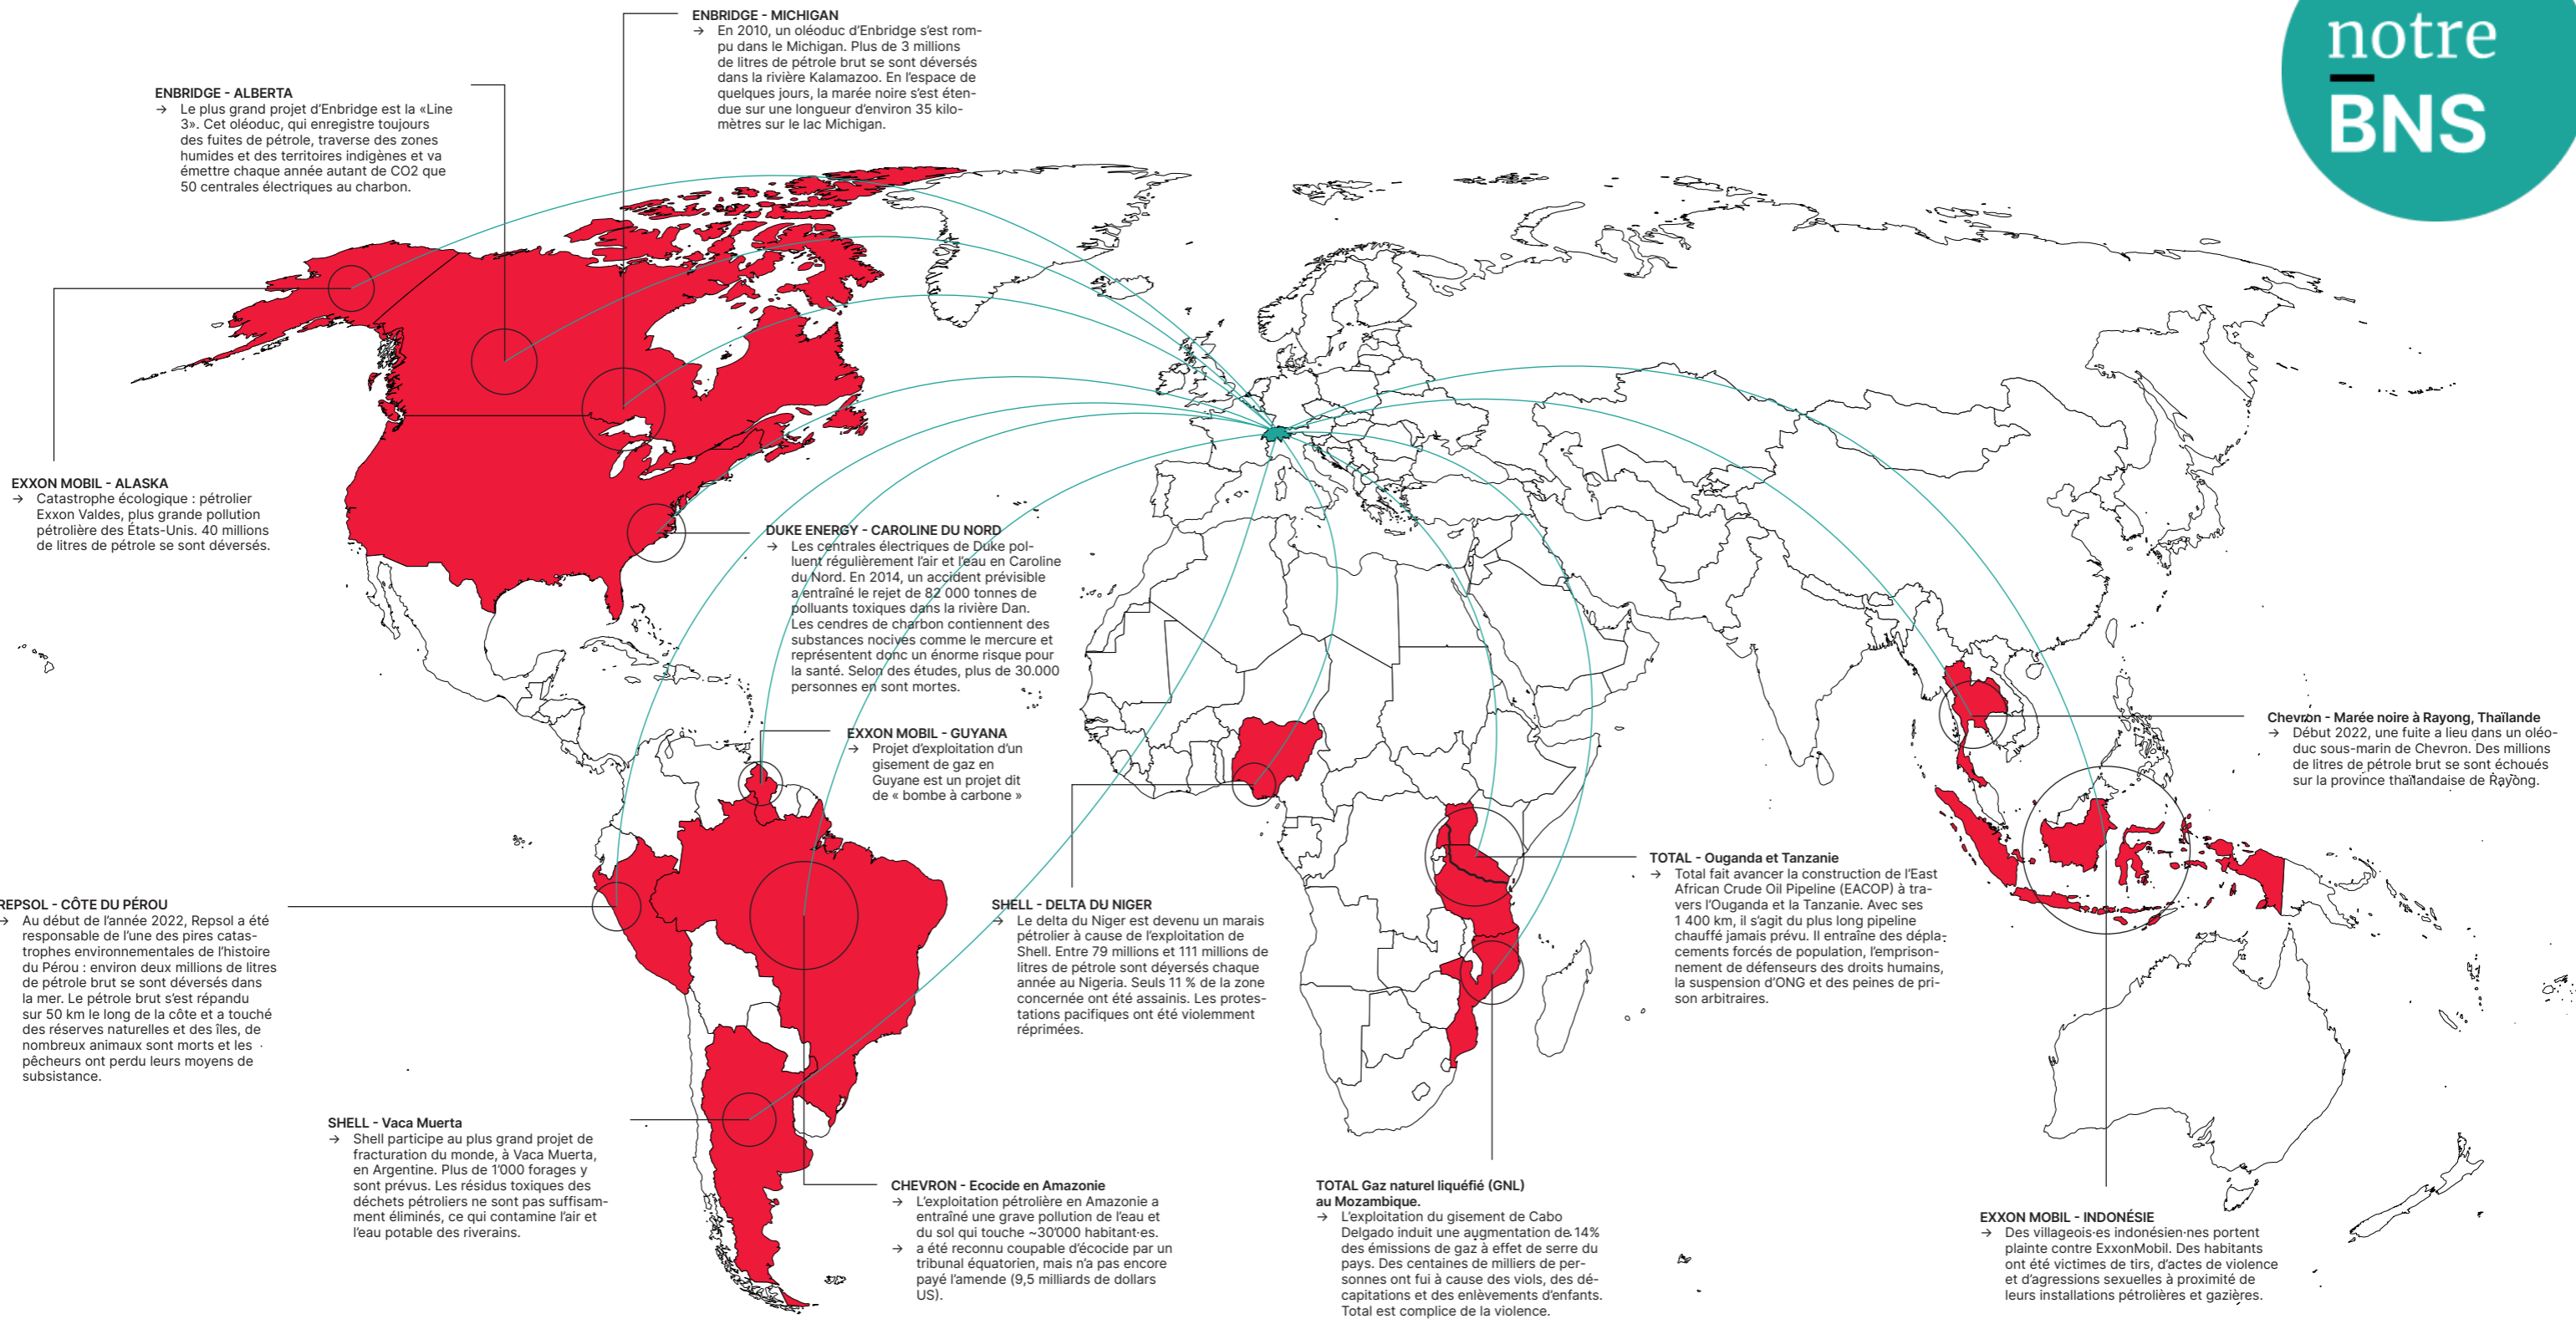 notre
BNS
ENBRIDGE - MICHIGAN
→ En 2010, un oléoduc d'Enbridge s'est rom-
pu dans le Michigan. Plus de 3 millions
de litres de pétrole brut se sont déversés
dans la rivière Kalamazoo. En l'espace de
quelques jours, la marée noire s'est éten-
due sur une longueur d'environ 35 kilo-
mètres sur le lac Michigan.
ENBRIDGE - ALBERTA
→ Le plus grand projet d'Enbridge est la «Line
3». Cet oléoduc, qui enregistre toujours
des fuites de pétrole, traverse des zones
humides et des territoires indigènes et va
émettre chaque année autant de CO2 que
50 centrales électriques au charbon.
EXXON MOBIL - ALASKA
→ Catastrophe écologique : pétrolier
Exxon Valdes, plus grande pollution
pétrolière des États-Unis. 40 millions
de litres de pétrole se sont déversés.
DUKE ENERGY - CAROLINE DU NORD
→ Les centrales électriques de Duke pol-
luent régulièrement l'air et l'eau en Caroline
du Nord. En 2014, un accident prévisible
a entraîné le rejet de 82 000 tonnes de
polluants toxiques dans la rivière Dan.
Les cendres de charbon contiennent des
substances nocives comme le mercure et
représentent donc un énorme risque pour
la santé. Selon des études, plus de 30.000
personnes en sont mortes.
EXXON MOBIL - GUYANA
→ Projet d'exploitation d'un
gisement de gaz en
Guyane est un projet dit
de « bombe à carbone »
Chevron - Marée noire à Rayong, Thaïlande
→ Début 2022, une fuite a lieu dans un oléo-
duc sous-marin de Chevron. Des millions
de litres de pétrole brut se sont échoués
sur la province thaïlandaise de Rayong.
REPSOL - CÔTE DU PÉROU
→ Au début de l'année 2022, Repsol a été
responsable de l'une des pires catas-
trophes environnementales de l'histoire
du Pérou : environ deux millions de litres
de pétrole brut se sont déversés dans
la mer. Le pétrole brut s'est répandu
sur 50 km le long de la côte et a touché
des réserves naturelles et des îles, de
nombreux animaux sont morts et les
pêcheurs ont perdu leurs moyens de
subsistance.
SHELL - DELTA DU NIGER
→ Le delta du Niger est devenu un marais
pétrolier à cause de l'exploitation de
Shell. Entre 79 millions et 111 millions de
litres de pétrole sont déversés chaque
année au Nigeria. Seuls 11 % de la zone
concernée ont été assainis. Les protes-
tations pacifiques ont été violemment
réprimées.
TOTAL - Ouganda et Tanzanie
→ Total fait avancer la construction de l'East
African Crude Oil Pipeline (EACOP) à tra-
vers l'Ouganda et la Tanzanie. Avec ses
1 400 km, il s'agit du plus long pipeline
chauffé jamais prévu. Il entraîne des dépla-
cements forcés de population, l'emprison-
nement de défenseurs des droits humains,
la suspension d'ONG et des peines de pri-
son arbitraires.
SHELL - Vaca Muerta
→ Shell participe au plus grand projet de
fracturation du monde, à Vaca Muerta,
en Argentine. Plus de 1'000 forages y
sont prévus. Les résidus toxiques des
déchets pétroliers ne sont pas suffisam-
ment éliminés, ce qui contamine l'air et
l'eau potable des riverains.
CHEVRON - Ecocide en Amazonie
→ L'exploitation pétrolière en Amazonie a
entraîné une grave pollution de l'eau et
du sol qui touche ~30'000 habitant·es.
→ a été reconnu coupable d'écocide par un
tribunal équatorien, mais n'a pas encore
payé l'amende (9,5 milliards de dollars
US).
TOTAL Gaz naturel liquéfié (GNL)
au Mozambique.
→ L'exploitation du gisement de Cabo
Delgado induit une augmentation de 14%
des émissions de gaz à effet de serre du
pays. Des centaines de milliers de per-
sonnes ont fui à cause des viols, des dé-
capitations et des enlèvements d'enfants.
Total est complice de la violence.
EXXON MOBIL - INDONÉSIE
→ Des villageois·es indonésien·nes portent
plainte contre ExxonMobil. Des habitants
ont été victimes de tirs, d'actes de violence
et d'agressions sexuelles à proximité de
leurs installations pétrolières et gazières.